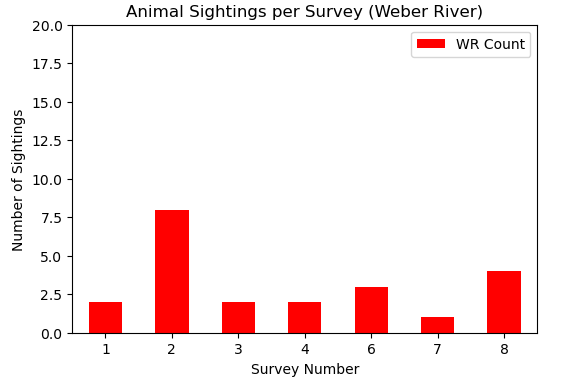 Animal Sightings per Survey (Weber River)
20.0
17.5
15.0
12.5
10.0
7.5
5.0
2.5
0.0
Number of Sightings
WR Count
1 2 3 4 6 7 8
Survey Number